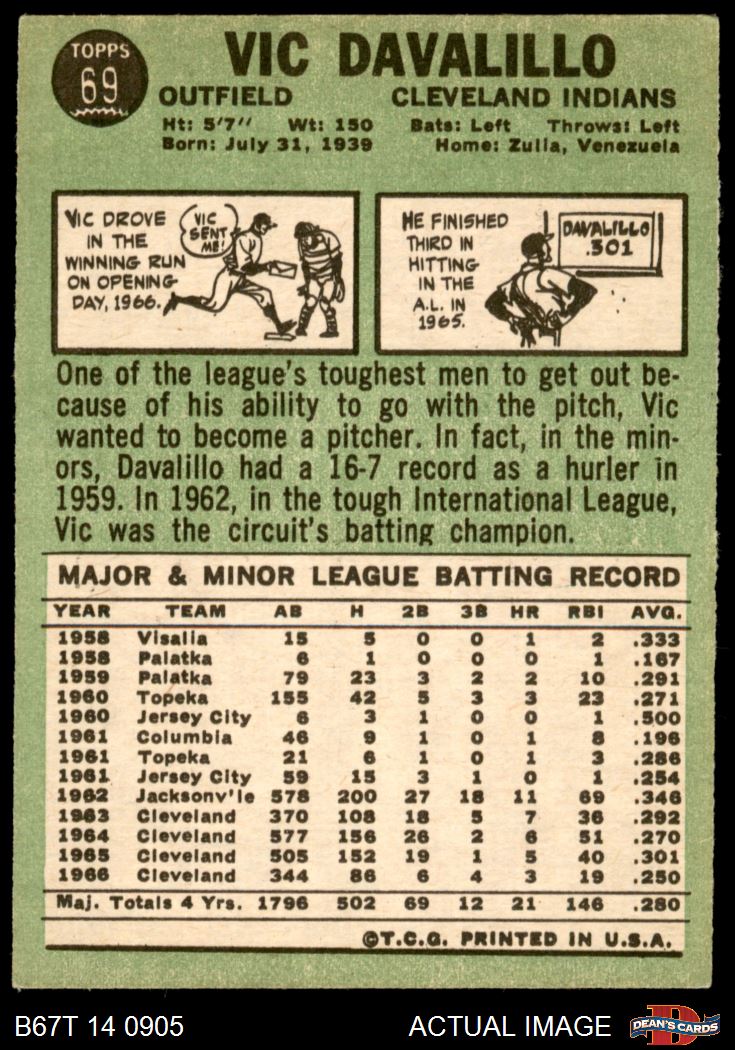 TOPPS
69
VIC DAVALILLO
OUTFIELD CLEVELAND INDIANS
Ht: 5'7" Wt: 150 Bats: Left Throws: Left
Born: July 31, 1939 Home: Zulia, Venezuela
VIC DROVE
IN THE
WINNING RUN
ON OPENING
DAY, 1966.
VIC
SENT
ME!
HE FINISHED
THIRD IN
HITTING
IN THE
A.L. IN
1965.
DAVALILLO
.301
One of the league's toughest men to get out be-
cause of his ability to go with the pitch, Vic
wanted to become a pitcher. In fact, in the min-
ors, Davalillo had a 16-7 record as a hurler in
1959. In 1962, in the tough International League,
Vic was the circuit's batting champion.
MAJOR & MINOR LEAGUE BATTING RECORD
YEAR TEAM AB H 2B 3B HR RBI AVG.
1958 Visalia 15 5 0 0 1 2 .333
1958 Palatka 6 1 0 0 0 1 .167
1959 Palatka 79 23 3 2 2 10 .291
1960 Topeka 155 42 5 3 3 23 .271
1960 Jersey City 6 3 1 0 0 1 .500
1961 Columbia 46 9 1 0 1 8 .196
1961 Topeka 21 6 1 0 1 3 .286
1961 Jersey City 59 15 3 1 0 1 .254
1962 Jacksonv'le 578 200 27 18 11 69 .346
1963 Cleveland 370 108 18 5 7 36 .292
1964 Cleveland 577 156 26 2 6 51 .270
1965 Cleveland 505 152 19 1 5 40 .301
1966 Cleveland 344 86 6 4 3 19 .250
Maj. Totals 4 Yrs. 1796 502 69 12 21 146 .280
©T.C.G. PRINTED IN U.S.A.
B67T 14 0905 ACTUAL IMAGE
D
DEAN'S CARDS